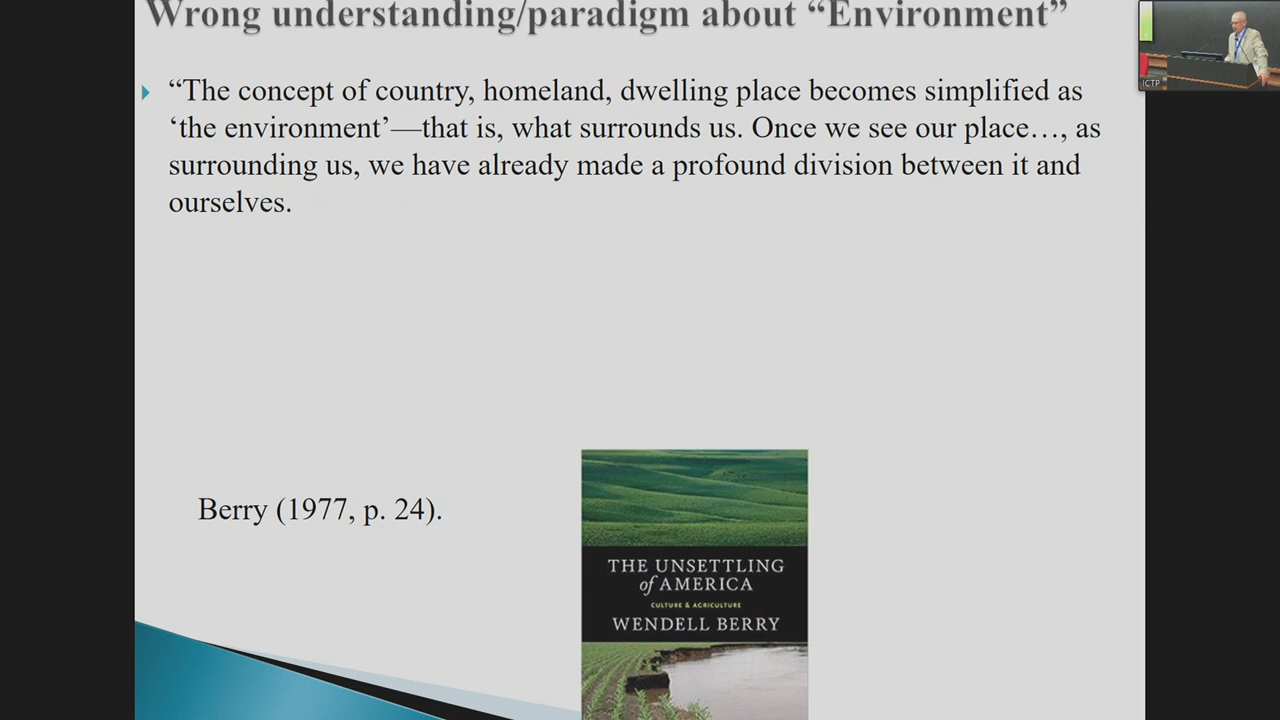 Wrong understanding/paradigm about “Environment”
“The concept of country, homeland, dwelling place becomes simplified as
‘the environment’—that is, what surrounds us. Once we see our place…, as
surrounding us, we have already made a profound division between it and
ourselves.
Berry (1977, p. 24).
THE UNSETTLING
of AMERICA
CULTURE & AGRICULTURE
WENDELL BERRY
ICTP